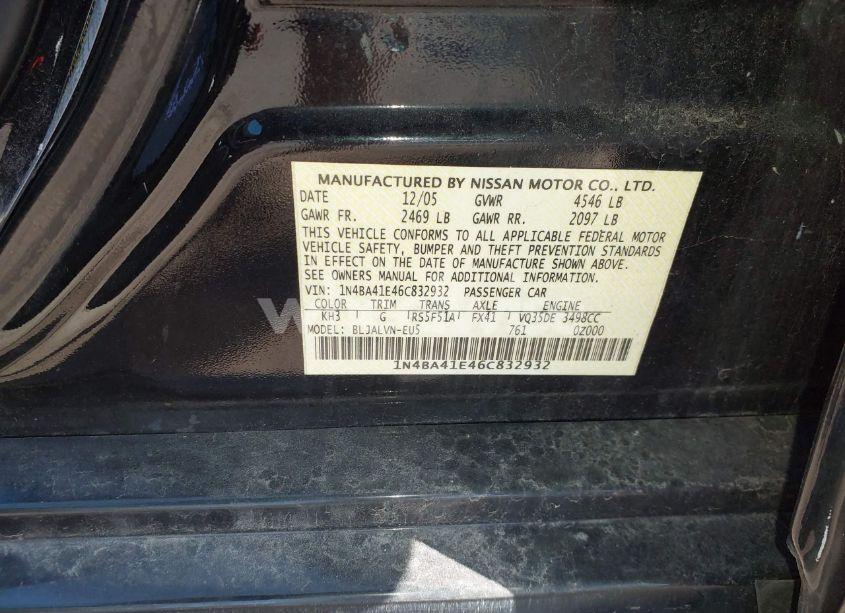 MANUFACTURED BY NISSAN MOTOR CO., LTD.
DATE 12/05 GVWR 4546 LB
GAWR FR. 2469 LB GAWR RR. 2097 LB
THIS VEHICLE CONFORMS TO ALL APPLICABLE FEDERAL MOTOR
VEHICLE SAFETY, BUMPER AND THEFT PREVENTION STANDARDS
IN EFFECT ON THE DATE OF MANUFACTURE SHOWN ABOVE.
SEE OWNERS MANUAL FOR ADDITIONAL INFORMATION.
VIN: 1N4BA41E46C832932 PASSENGER CAR
COLOR TRIM TRANS AXLE ENGINE
KH3 G RS5F51A FX41 VQ35DE 3498CC
MODEL: BLJALVN-EU5 761 0Z000
1N4BA41E46C832932